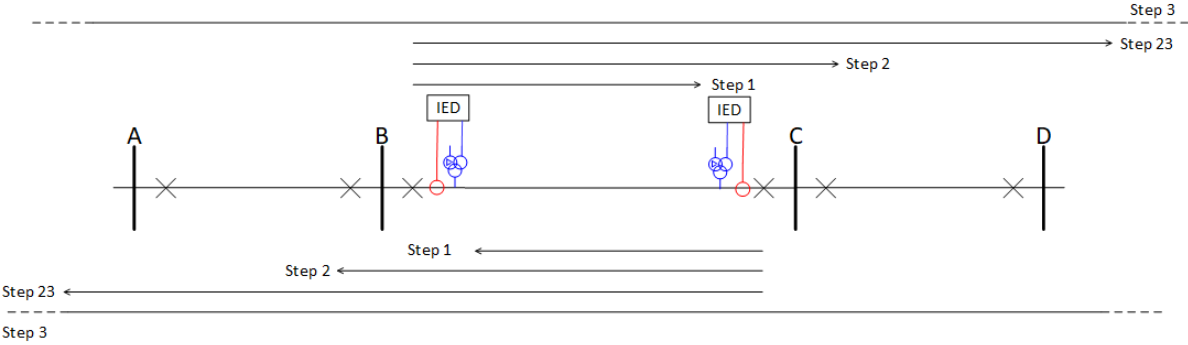 Step 3
Step 23
Step 2
Step 1
IED
IED
A
B
C
D
Step 1
Step 2
Step 23
Step 3